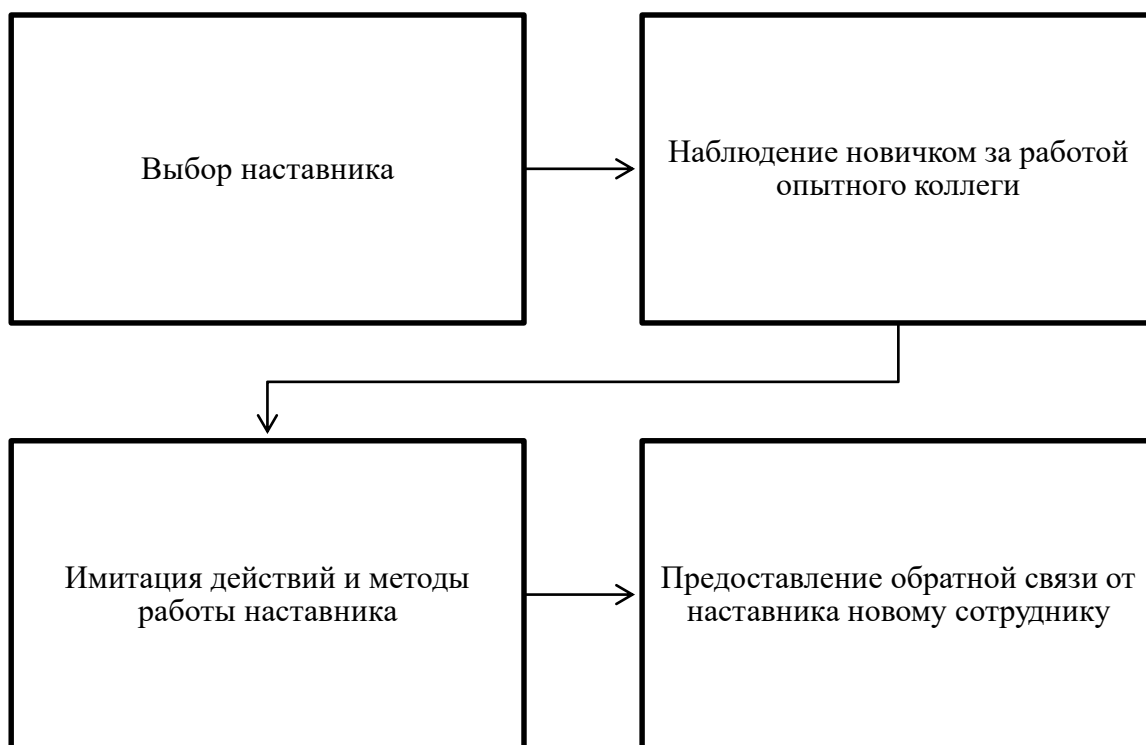 Выбор наставника
Наблюдение новичком за работой
опытного коллеги
Имитация действий и методы
работы наставника
Предоставление обратной связи от
наставника новому сотруднику